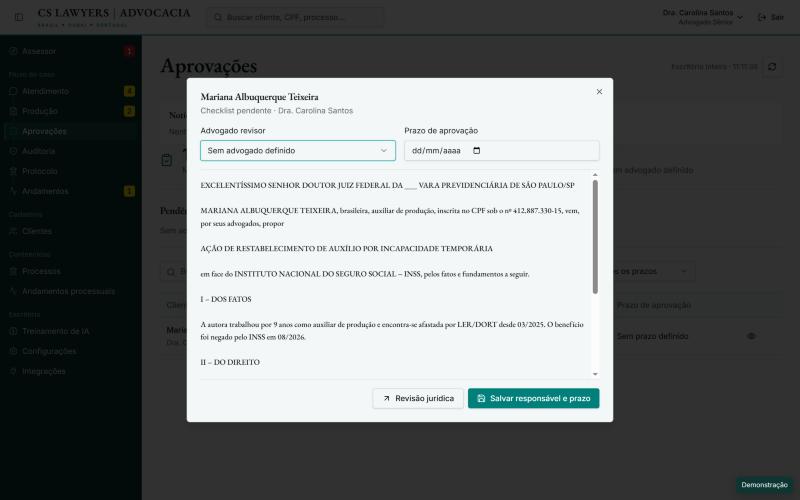 CS LAWYERS | ADVOCACIA
BRASIL • DUBAI • PORTUGAL
Buscar cliente, CPF, processo...
Dra. Carolina Santos
Advogado Sênior
Sair
Assessor
1
Fluxo do caso
Atendimento
4
Produção
2
Aprovações
Auditoria
Protocolo
Andamentos
1
Cadastros
Clientes
Contencioso
Processos
Andamentos processuais
Escritório
Treinamento de IA
Configurações
Integrações
Aprovações
Escritório inteiro · 11:11:38
Mariana Albuquerque Teixeira
Checklist pendente · Dra. Carolina Santos
Advogado revisor
Prazo de aprovação
Sem advogado definido
dd/mm/aaaa
EXCELENTÍSSIMO SENHOR DOUTOR JUIZ FEDERAL DA ___ VARA PREVIDENCIÁRIA DE SÃO PAULO/SP
MARIANA ALBUQUERQUE TEIXEIRA, brasileira, auxiliar de produção, inscrita no CPF sob o nº 412.887.330-15, vem,
por seus advogados, propor
AÇÃO DE RESTABELECIMENTO DE AUXÍLIO POR INCAPACIDADE TEMPORÁRIA
em face do INSTITUTO NACIONAL DO SEGURO SOCIAL – INSS, pelos fatos e fundamentos a seguir.
I – DOS FATOS
A autora trabalhou por 9 anos como auxiliar de produção e encontra-se afastada por LER/DORT desde 03/2025. O benefício
foi negado pelo INSS em 08/2026.
II – DO DIREITO
Revisão jurídica
Salvar responsável e prazo
m advogado definido
s os prazos
Prazo de aprovação
Sem prazo definido
Demonstração